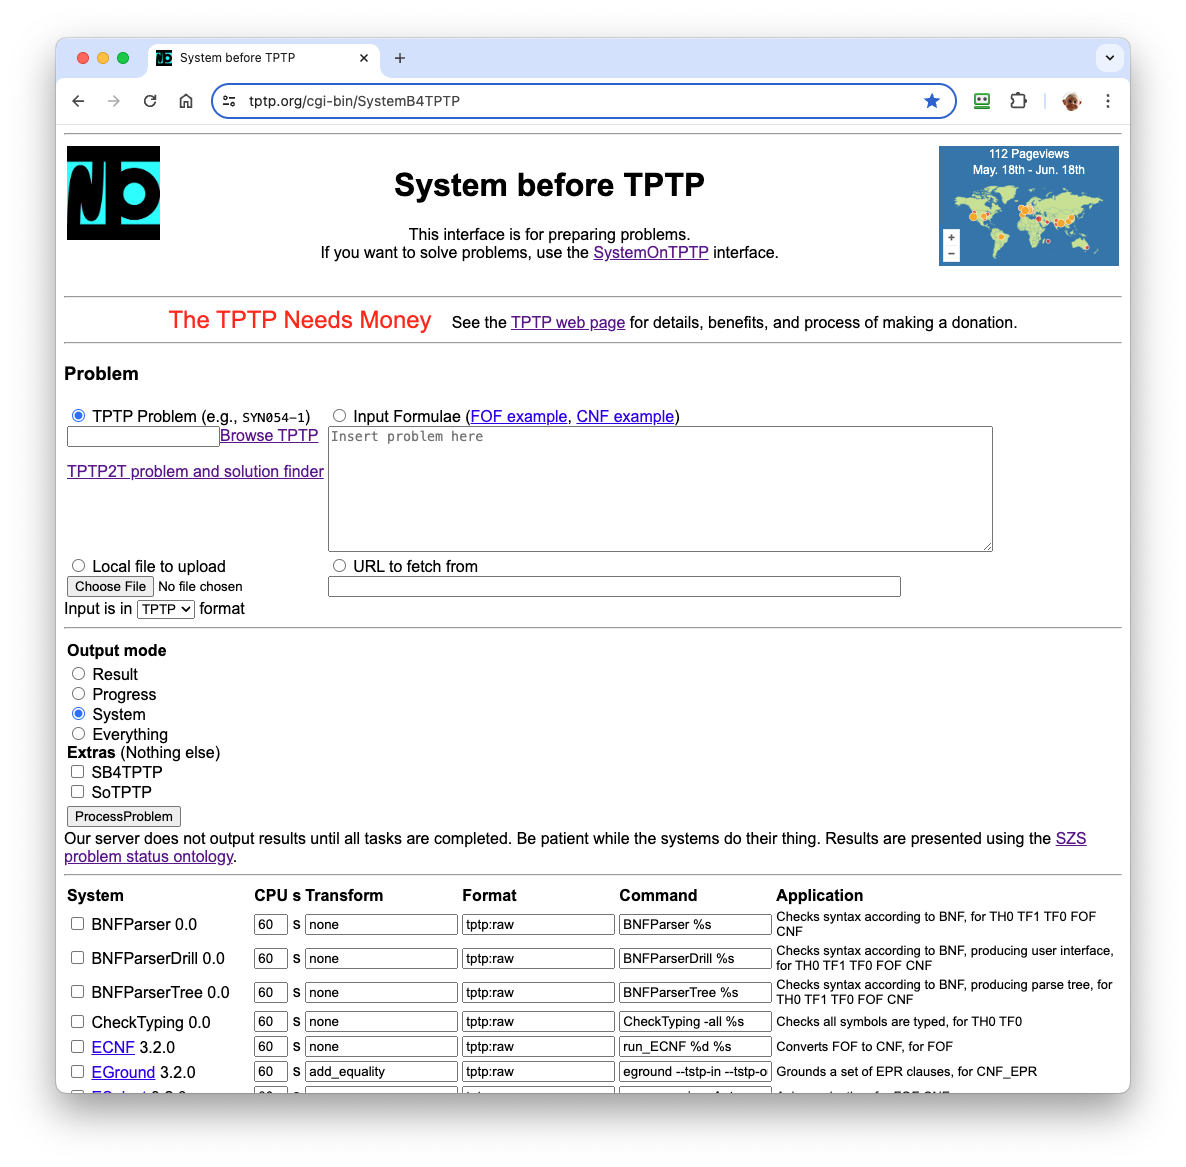 System before TPTP
tptp.org/cgi-bin/SystemB4TPTP
System before TPTP
This interface is for preparing problems.
If you want to solve problems, use the SystemOnTPTP interface.
112 Pageviews
May. 18th - Jun. 18th
+
−
The TPTP Needs Money See the TPTP web page for details, benefits, and process of making a donation.
Problem
TPTP Problem (e.g., SYN054-1) Input Formulae (FOF example, CNF example)
Browse TPTP Insert problem here
TPTP2T problem and solution finder
Local file to upload URL to fetch from
Choose File No file chosen
Input is in TPTP format
Output mode
Result
Progress
System
Everything
Extras (Nothing else)
SB4TPTP
SoTPTP
ProcessProblem
Our server does not output results until all tasks are completed. Be patient while the systems do their thing. Results are presented using the SZS
problem status ontology.
System CPU s Transform Format Command Application
BNFParser 0.0 60 s none tptp:raw BNFParser %s Checks syntax according to BNF, for TH0 TF1 TF0 FOF
CNF
BNFParserDrill 0.0 60 s none tptp:raw BNFParserDrill %s Checks syntax according to BNF, producing user interface,
for TH0 TF1 TF0 FOF CNF
BNFParserTree 0.0 60 s none tptp:raw BNFParserTree %s Checks syntax according to BNF, producing parse tree, for
TH0 TF1 TF0 FOF CNF
CheckTyping 0.0 60 s none tptp:raw CheckTyping -all %s Checks all symbols are typed, for TH0 TF0
ECNF 3.2.0 60 s none tptp:raw run_ECNF %d %s Converts FOF to CNF, for FOF
EGround 3.2.0 60 s add_equality tptp:raw eground --tstp-in --tstp-o Grounds a set of EPR clauses, for CNF_EPR